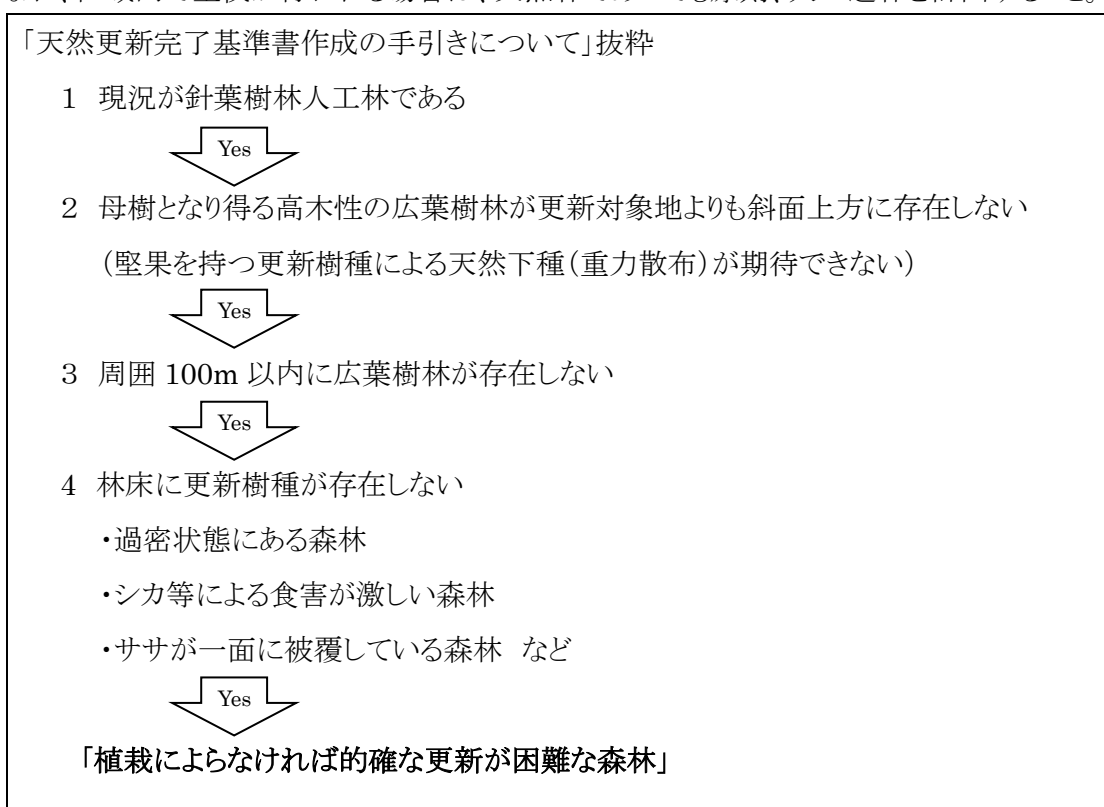 「天然更新完了基準書作成の手引きについて」抜粋
1 現況が針葉樹林人工林である
Yes
2 母樹となり得る高木性の広葉樹林が更新対象地よりも斜面上方に存在しない
(堅果を持つ更新樹種による天然下種(重力散布)が期待できない)
Yes
3 周囲 100m 以内に広葉樹林が存在しない
Yes
4 林床に更新樹種が存在しない
・過密状態にある森林
・シカ等による食害が激しい森林
・ササが一面に被覆している森林 など
Yes
「植栽によらなければ的確な更新が困難な森林」